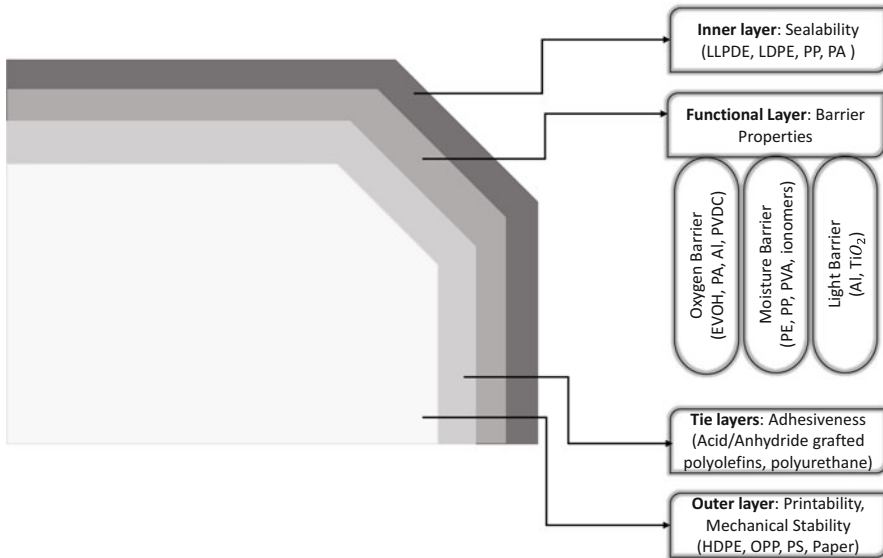 Inner layer: Sealability
(LLPDE, LDPE, PP, PA )
Functional Layer: Barrier
Properties
Oxygen Barrier
(EVOH, PA, Al, PVDC)
Moisture Barrier
(PE, PP, PVA, ionomers)
Light Barrier
(Al, TiO₂)
Tie layers: Adhesiveness
(Acid/Anhydride grafted
polyolefins, polyurethane)
Outer layer: Printability,
Mechanical Stability
(HDPE, OPP, PS, Paper)